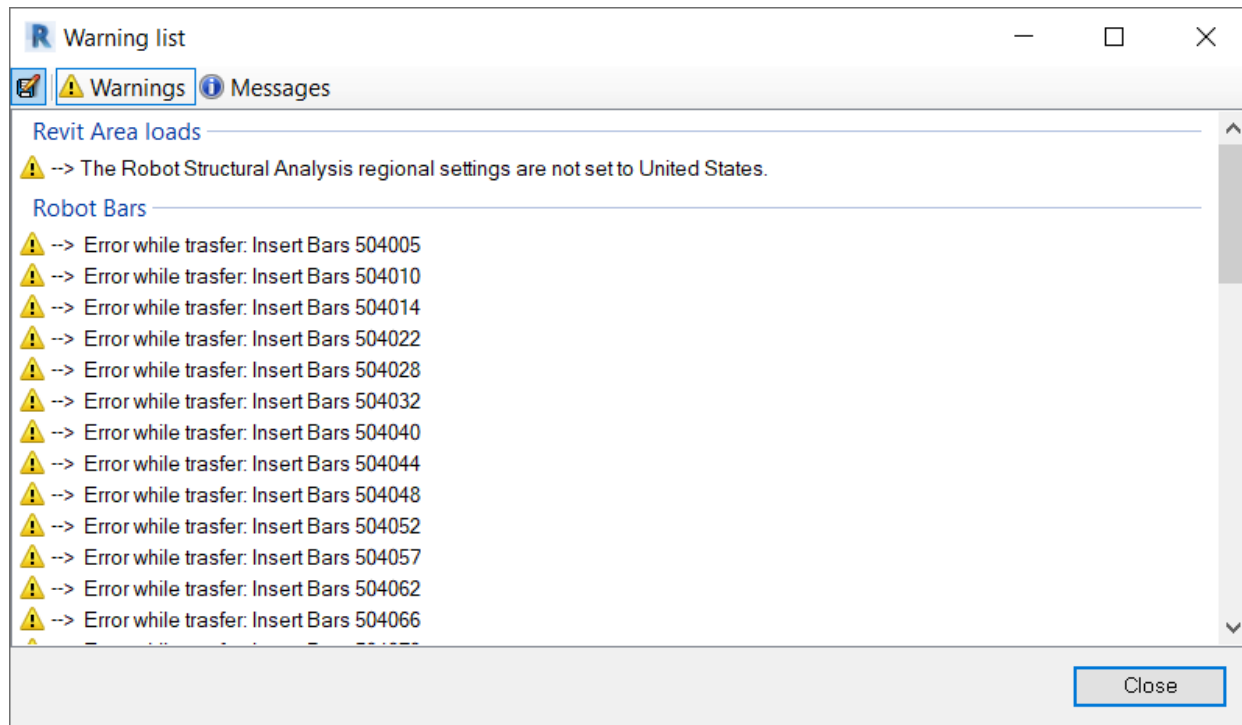 Warning list
Warnings Messages
Revit Area loads
--> The Robot Structural Analysis regional settings are not set to United States.
Robot Bars
--> Error while trasfer: Insert Bars 504005
--> Error while trasfer: Insert Bars 504010
--> Error while trasfer: Insert Bars 504014
--> Error while trasfer: Insert Bars 504022
--> Error while trasfer: Insert Bars 504028
--> Error while trasfer: Insert Bars 504032
--> Error while trasfer: Insert Bars 504040
--> Error while trasfer: Insert Bars 504044
--> Error while trasfer: Insert Bars 504048
--> Error while trasfer: Insert Bars 504052
--> Error while trasfer: Insert Bars 504057
--> Error while trasfer: Insert Bars 504062
--> Error while trasfer: Insert Bars 504066
Close